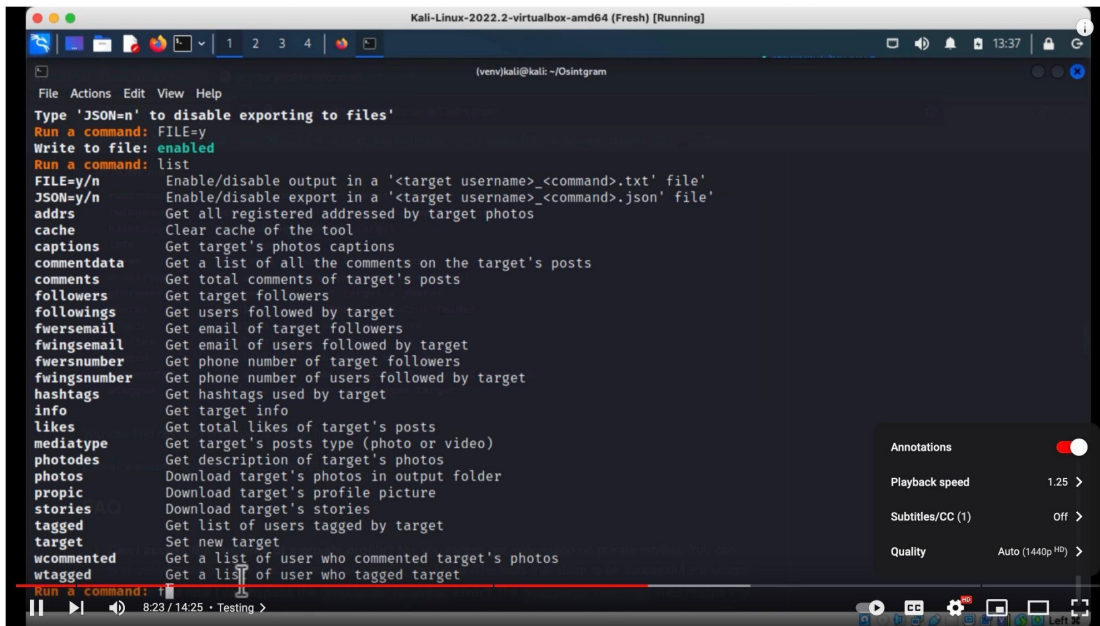 Kali-Linux-2022.2-virtualbox-amd64 (Fresh) [Running]
1 2 3 4
13:37
(venv)kali@kali: ~/Osintgram
File Actions Edit View Help
Type 'JSON=n' to disable exporting to files'
Run a command: FILE=y
Write to file: enabled
Run a command: list
FILE=y/n Enable/disable output in a '<target username>_<command>.txt' file'
JSON=y/n Enable/disable export in a '<target username>_<command>.json' file'
addrs Get all registered addressed by target photos
cache Clear cache of the tool
captions Get target's photos captions
commentdata Get a list of all the comments on the target's posts
comments Get total comments of target's posts
followers Get target followers
followings Get users followed by target
fwersemail Get email of target followers
fwingsemail Get email of users followed by target
fwersnumber Get phone number of target followers
fwingsnumber Get phone number of users followed by target
hashtags Get hashtags used by target
info Get target info
likes Get total likes of target's posts
mediatype Get target's posts type (photo or video)
photodes Get description of target's photos
photos Download target's photos in output folder
propic Download target's profile picture
stories Download target's stories
tagged Get list of users tagged by target
target Set new target
wcommented Get a list of user who commented target's photos
wtagged Get a list of user who tagged target
Run a command: f
Annotations
Playback speed 1.25
Subtitles/CC (1) Off
Quality Auto (1440p HD)
8:23 / 14:25 • Testing
CC
HD
Left